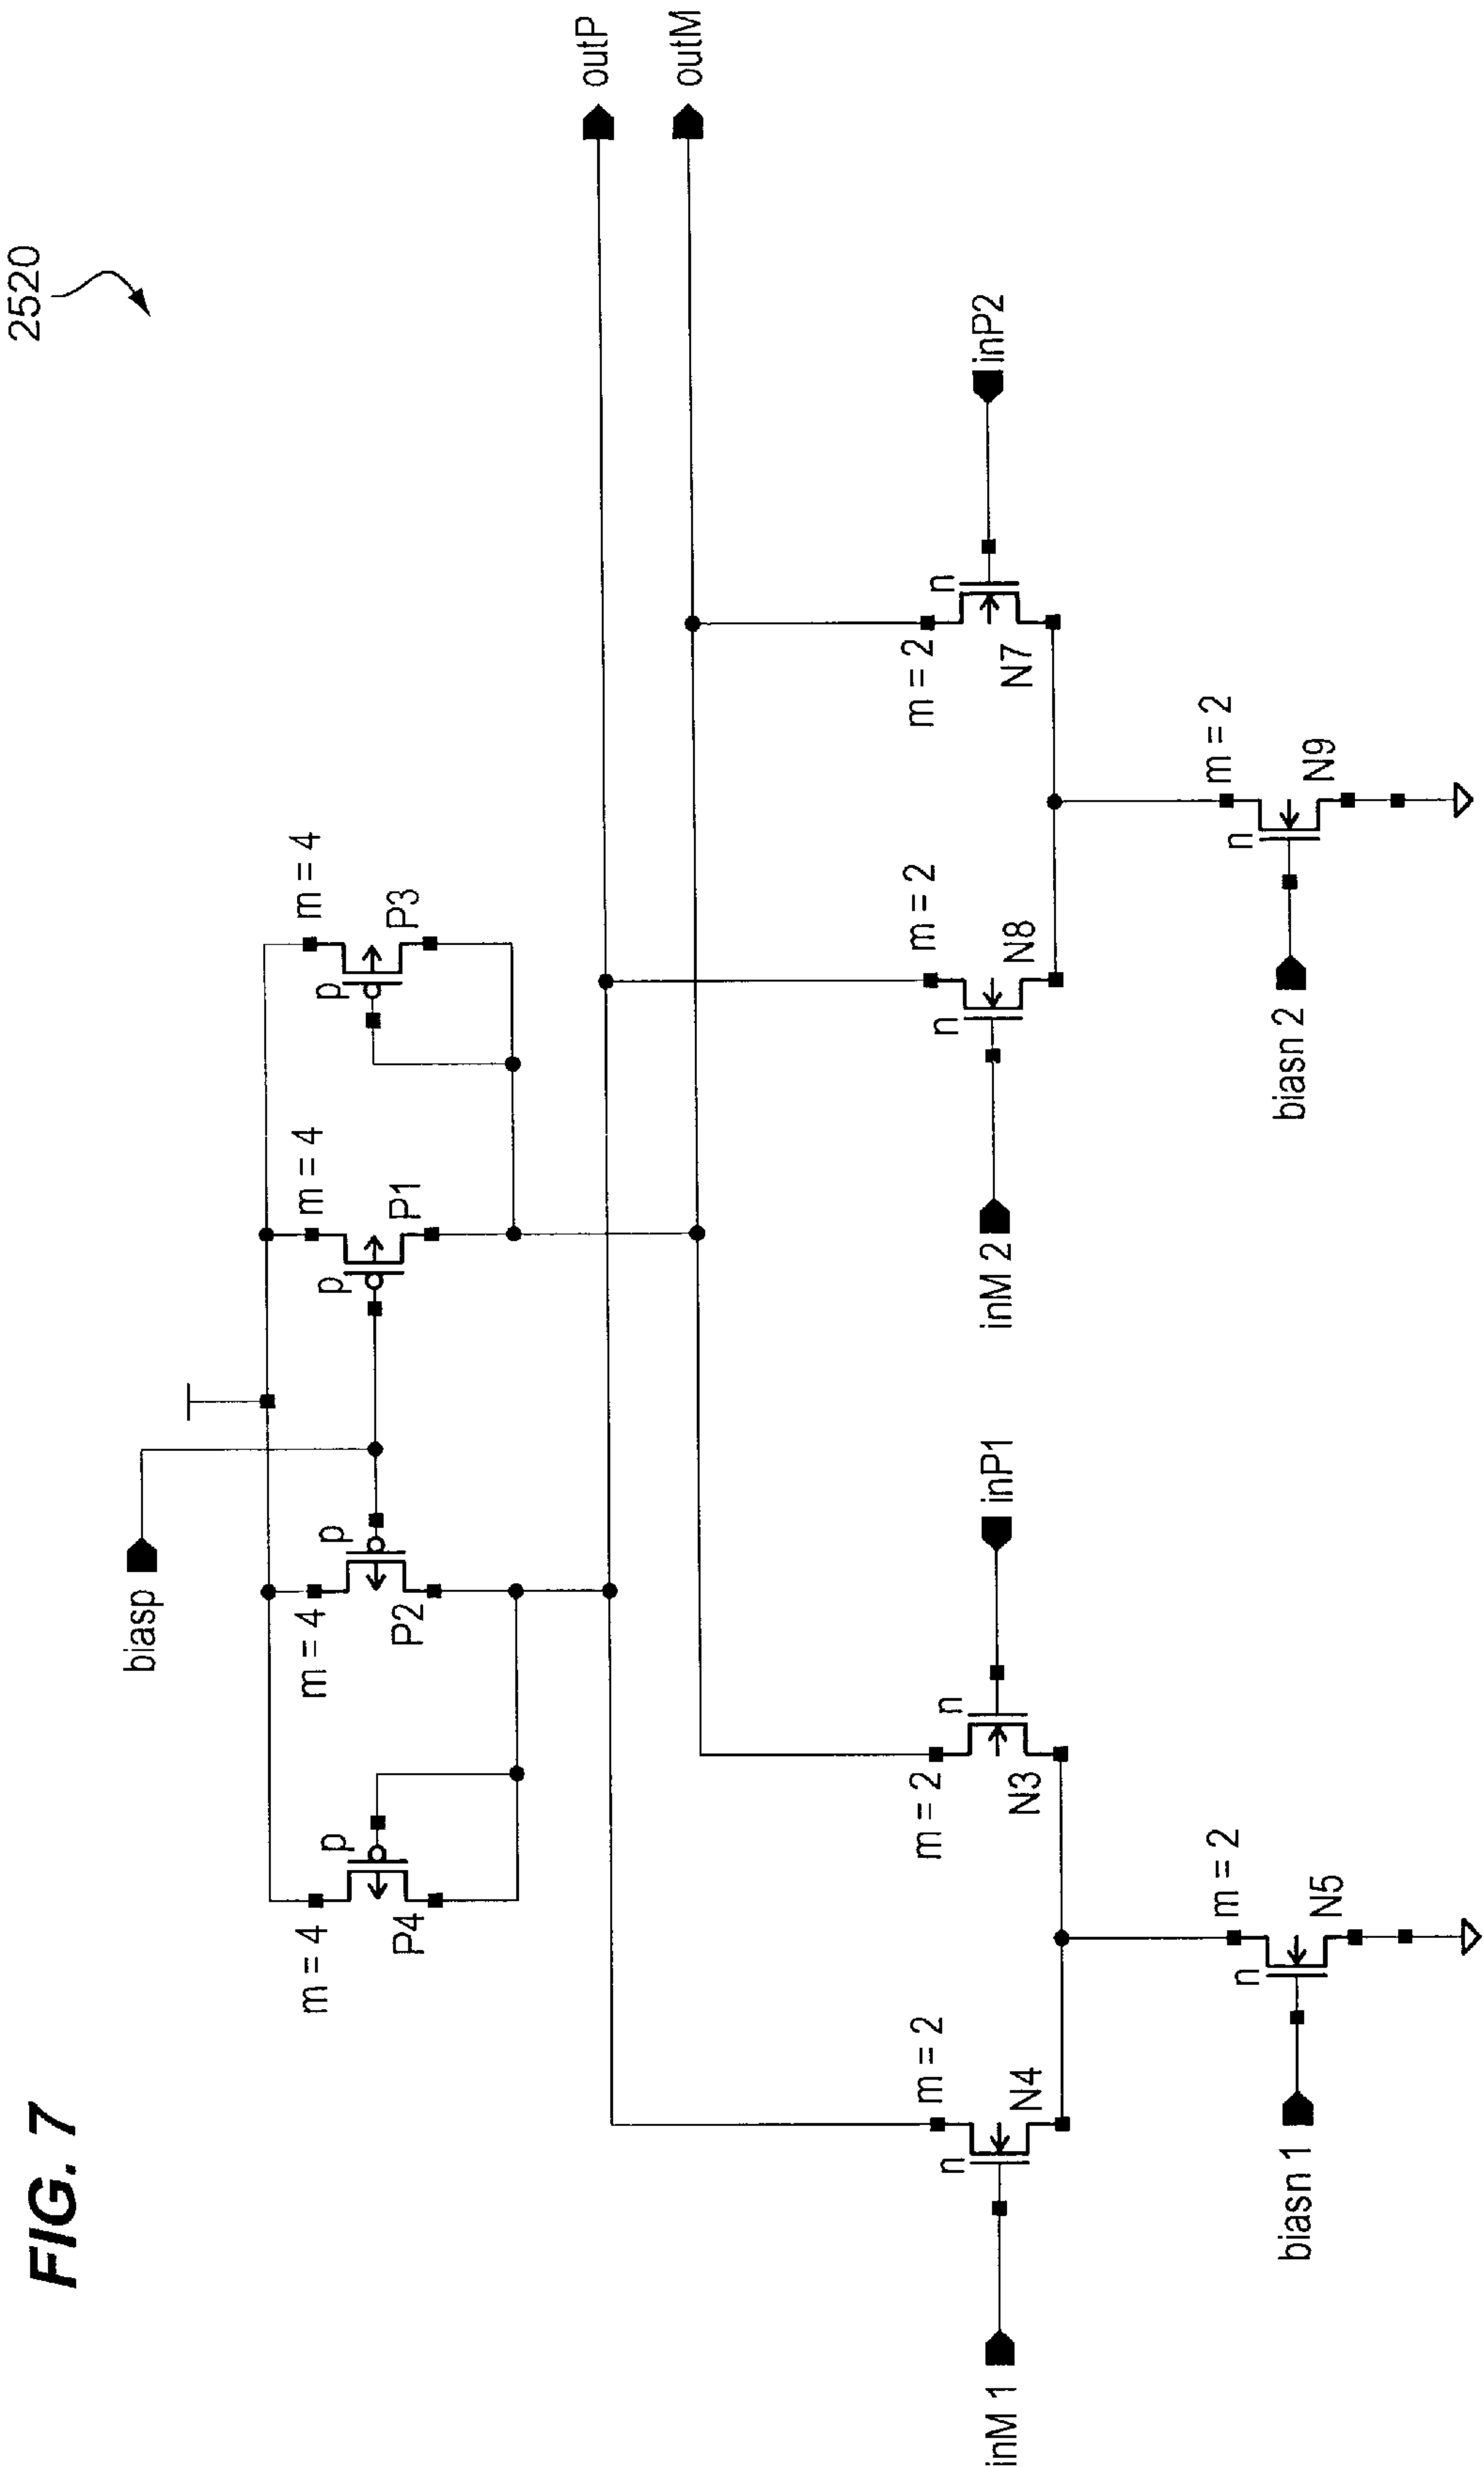 FIG. 7
2520
biasp
m = 4
p
P4
m = 4
p
P2
m = 4
p
P1
m = 4
p
P3
outP
outM
inM 1
n
m = 2
N4
m = 2
n
N3
inP1
inM 2
n
m = 2
N8
m = 2
n
N7
inP2
biasn 1
n
m = 2
N5
biasn 2
n
m = 2
N9